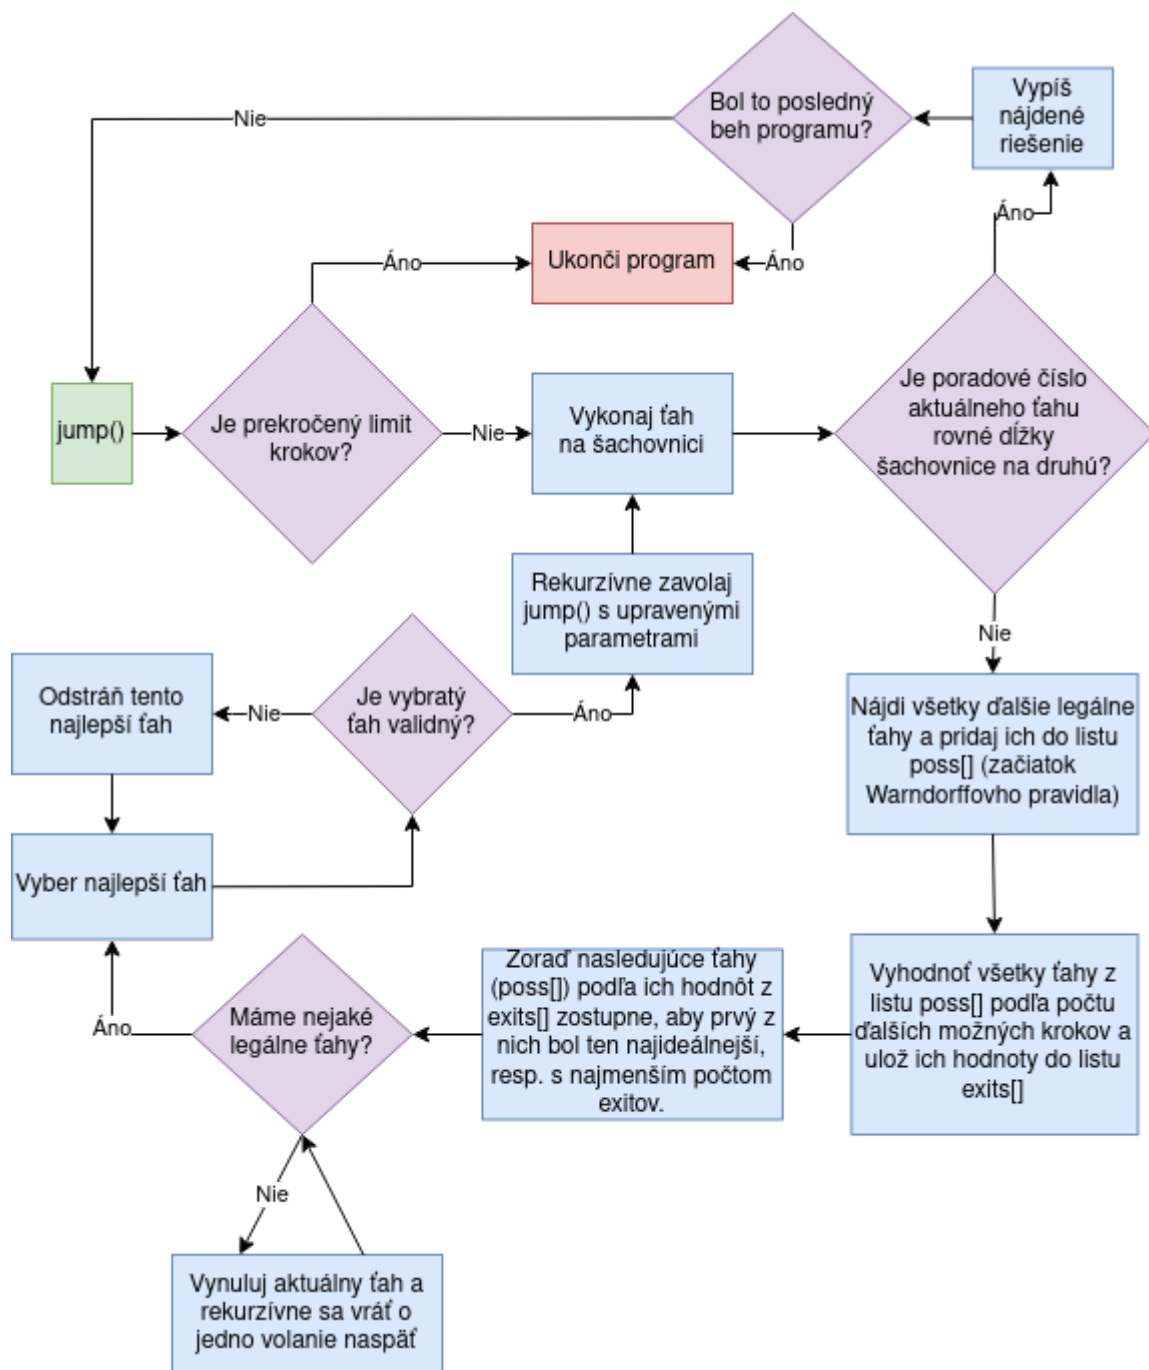 Bol to posledný
beh programu?
Vypíš
nájdené
riešenie
Nie
Áno
Ukonči program
Áno
Áno
jump()
Je prekročený limit
krokov?
Nie
Vykonaj ťah
na šachovnici
Je poradové číslo
aktuálneho ťahu
rovné dĺžky
šachovnice na druhú?
Rekurzívne zavolaj
jump() s upravenými
parametrami
Nie
Odstráň tento
najlepší ťah
Nie
Je vybratý
ťah validný?
Áno
Nájdi všetky ďalšie legálne
ťahy a pridaj ich do listu
poss[] (začiatok
Warndorffovho pravidla)
Vyber najlepší ťah
Áno
Máme nejaké
legálne ťahy?
Zoraď nasledujúce ťahy
(poss[]) podľa ich hodnôt z
exits[] zostupne, aby prvý z
nich bol ten najideálnejší,
resp. s najmenším počtom
exitov.
Vyhodnoť všetky ťahy z
listu poss[] podľa počtu
ďalších možných krokov a
ulož ich hodnoty do listu
exits[]
Nie
Vynuluj aktuálny ťah a
rekurzívne sa vráť o
jedno volanie naspäť